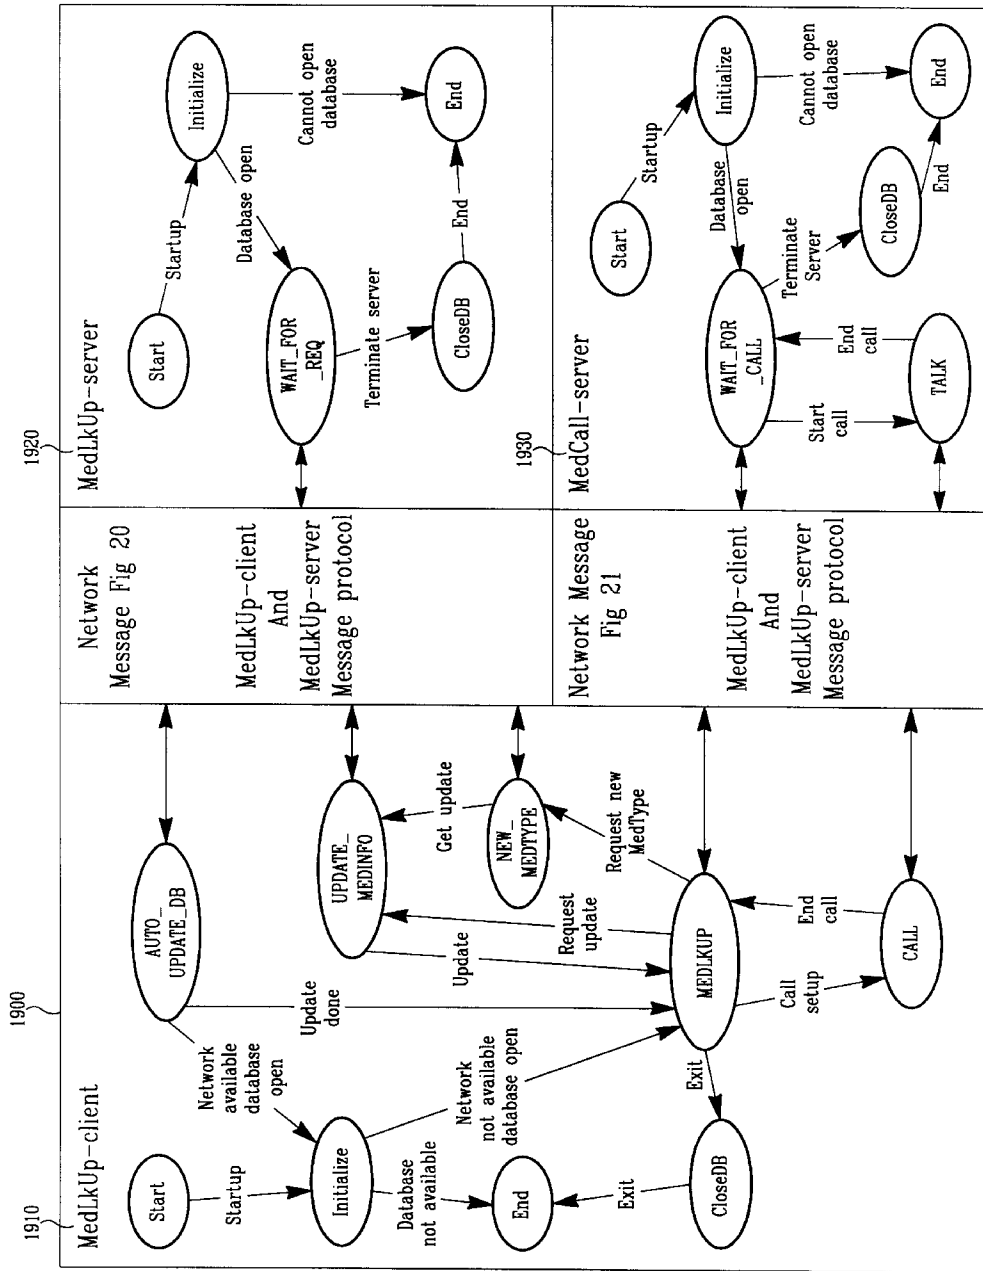 1900
1910
MedLkUp-client
Start
Startup
Initialize
Database
not available
End
Exit
CloseDB
Network
available
database
open
Network
not available
database open
Exit
AUTO_
UPDATE_DB
Update
done
UPDATE_
MEDINFO
Update
Request
update
Get update
NEW_
MEDTYPE
Request new
MedType
MEDLKUP
Call
setup
End
call
CALL
Network
Message Fig 20
MedLkUp-client
And
MedLkUp-server
Message protocol
Network Message
Fig 21
MedLkUp-client
And
MedLkUp-server
Message protocol
1920
MedLkUp-server
Start
Startup
Initialize
Database open
Cannot open
database
WAIT_FOR
_REQ
Terminate server
CloseDB
End
End
1930
MedCall-server
Start
Startup
Initialize
Database
open
Cannot open
database
WAIT_FOR
_CALL
Terminate
Server
CloseDB
End
End
Start
call
End
call
TALK